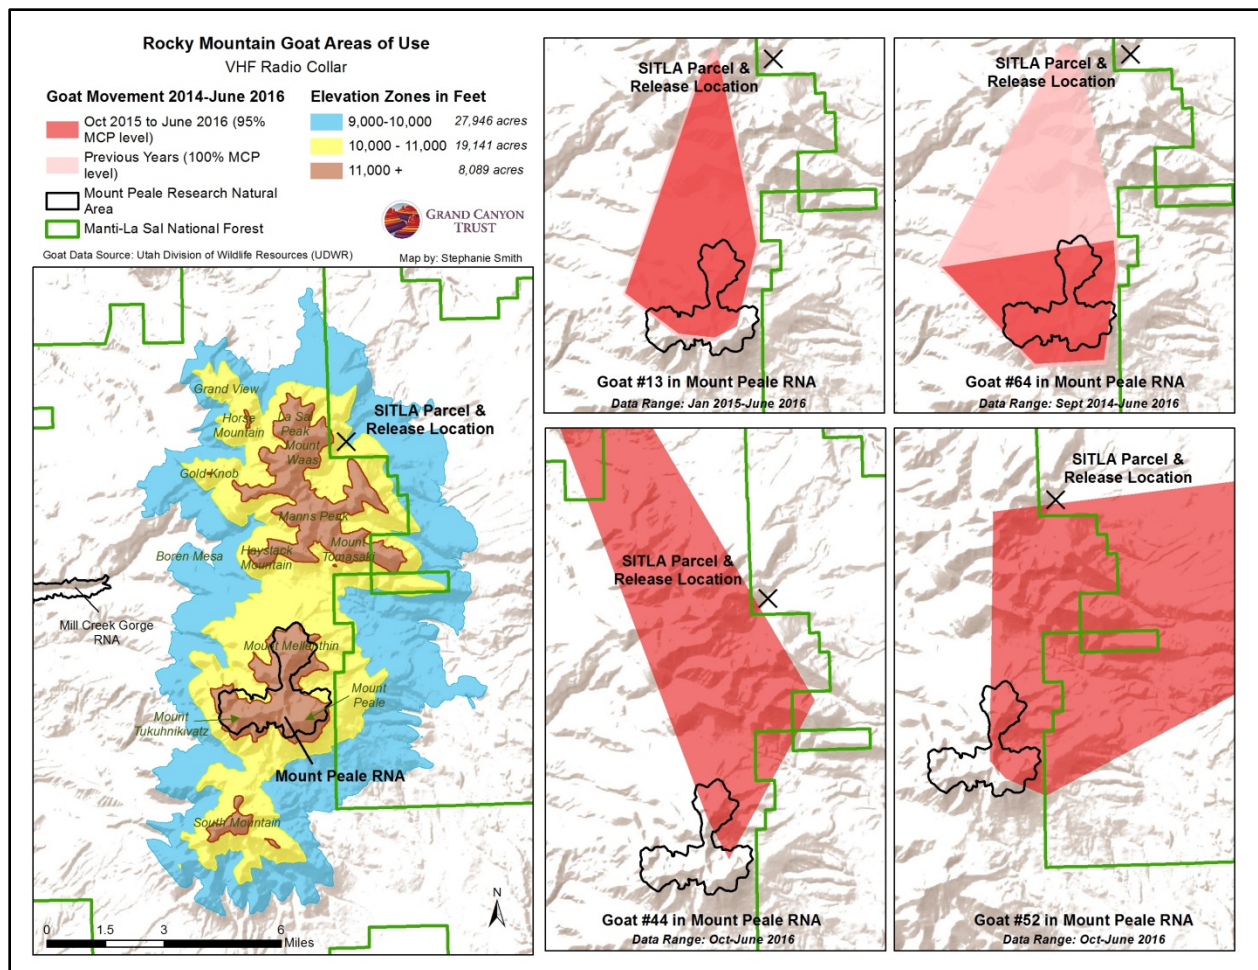 Rocky Mountain Goat Areas of Use
VHF Radio Collar
Goat Movement 2014-June 2016
Oct 2015 to June 2016 (95%
MCP level)
Previous Years (100% MCP
level)
Mount Peale Research Natural
Area
Manti-La Sal National Forest
Elevation Zones in Feet
9,000-10,000 27,946 acres
10,000 - 11,000 19,141 acres
11,000 + 8,089 acres
GRAND CANYON
TRUST
Goat Data Source: Utah Division of Wildlife Resources (UDWR)
Map by: Stephanie Smith
Grand View
Horse
Mountain
La Sal
Peak
Mount
Waas
SITLA Parcel &
Release Location
Gold Knob
Manns Peak
Boren Mesa
Haystack
Mountain
Mount
Tomasaki
Mill Creek Gorge
RNA
Mount Mellenthin
Mount
Peale
Mount
Tukuhnikivatz
Mount Peale RNA
South Mountain
N
0 1.5 3 6
Miles
SITLA Parcel &
Release Location
Goat #13 in Mount Peale RNA
Data Range: Jan 2015-June 2016
SITLA Parcel &
Release Location
Goat #64 in Mount Peale RNA
Data Range: Sept 2014-June 2016
SITLA Parcel &
Release Location
Goat #44 in Mount Peale RNA
Data Range: Oct-June 2016
SITLA Parcel &
Release Location
Goat #52 in Mount Peale RNA
Data Range: Oct-June 2016